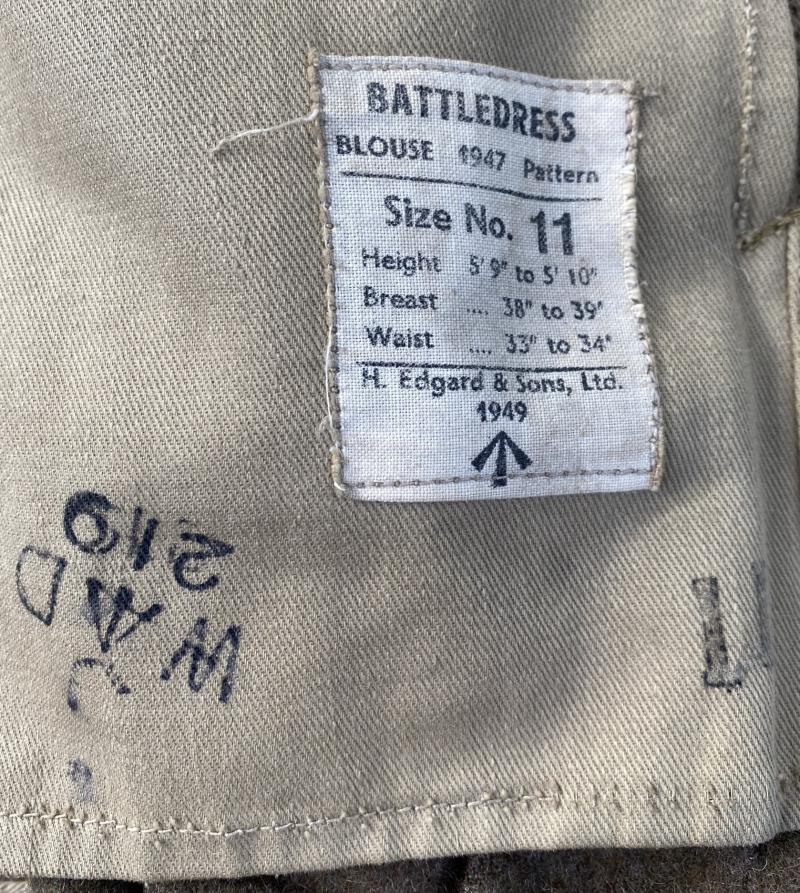 BATTLEDRESS
BLOUSE 1947 Pattern
Size No. 11
Height 5' 9" to 5' 10"
Breast .... 38" to 39"
Waist .... 33" to 34"
H. Edgard & Sons, Ltd.
1949
W D